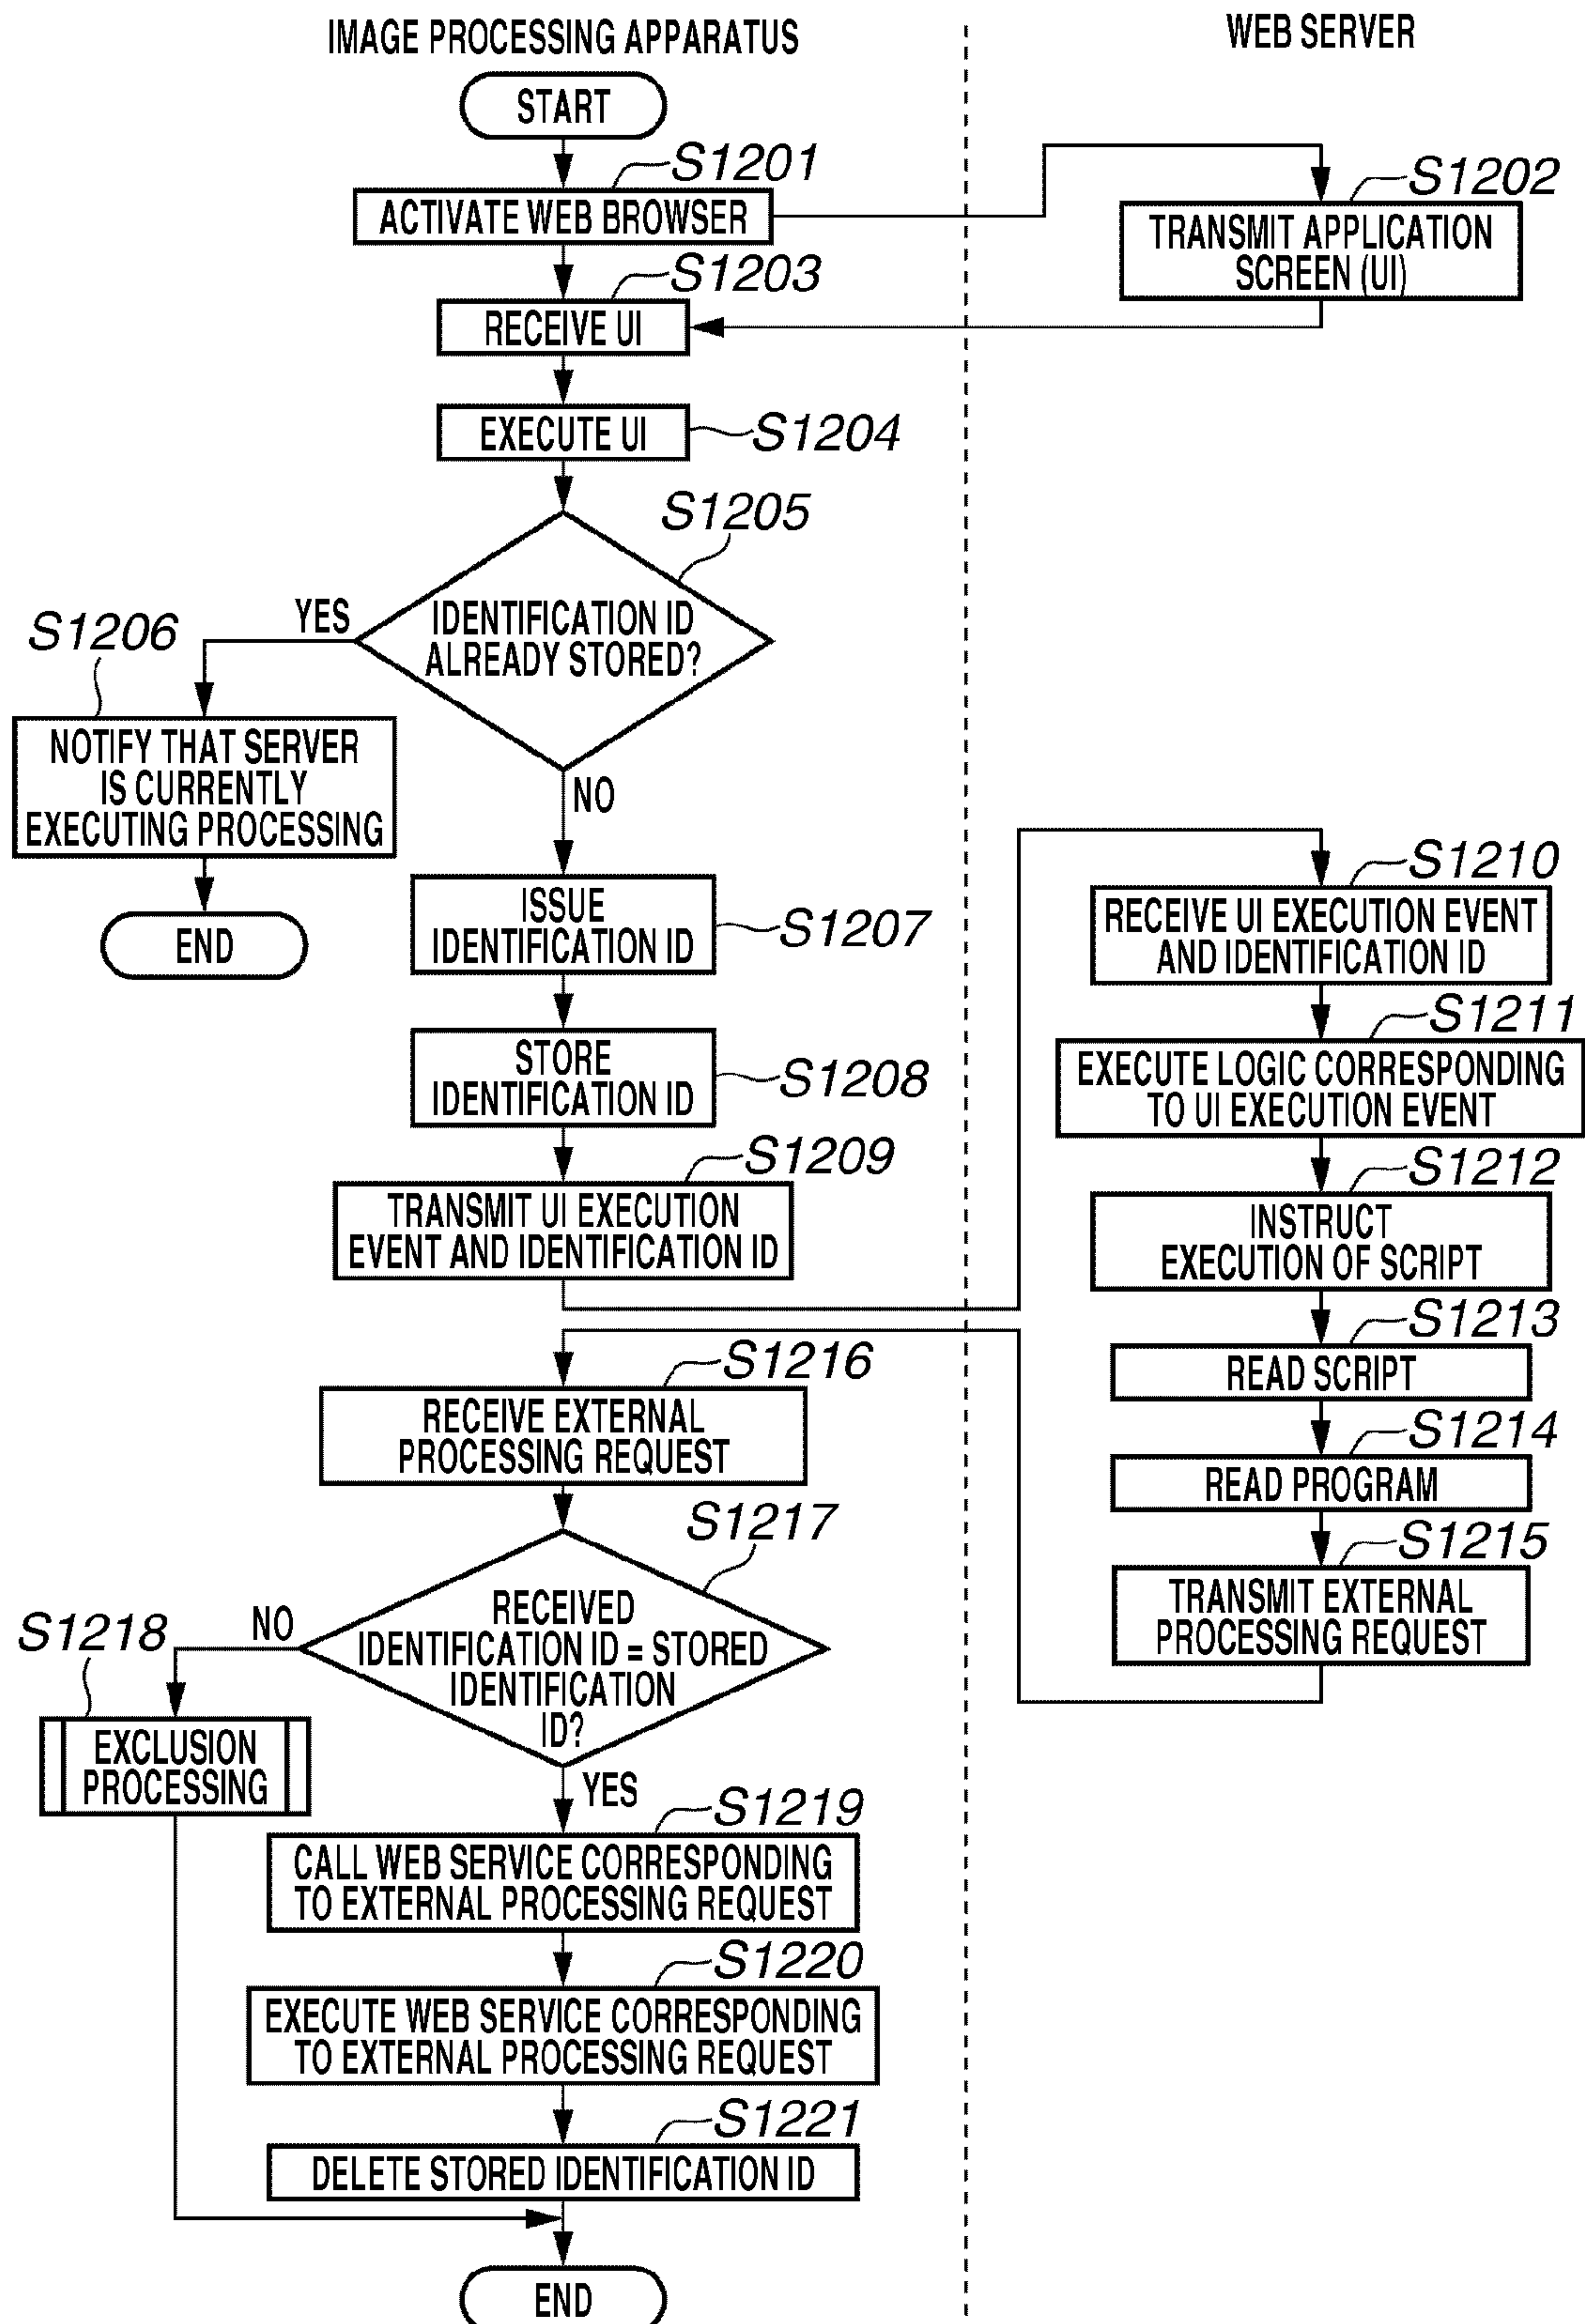 IMAGE PROCESSING APPARATUS
WEB SERVER
START
S1201
ACTIVATE WEB BROWSER
S1202
TRANSMIT APPLICATION
SCREEN (UI)
S1203
RECEIVE UI
EXECUTE UI
S1204
S1205
IDENTIFICATION ID
ALREADY STORED?
YES
S1206
NOTIFY THAT SERVER
IS CURRENTLY
EXECUTING PROCESSING
END
NO
ISSUE
IDENTIFICATION ID
S1207
STORE
IDENTIFICATION ID
S1208
S1209
TRANSMIT UI EXECUTION
EVENT AND IDENTIFICATION ID
S1210
RECEIVE UI EXECUTION EVENT
AND IDENTIFICATION ID
S1211
EXECUTE LOGIC CORRESPONDING
TO UI EXECUTION EVENT
S1212
INSTRUCT
EXECUTION OF SCRIPT
S1213
READ SCRIPT
S1214
READ PROGRAM
S1215
TRANSMIT EXTERNAL
PROCESSING REQUEST
S1216
RECEIVE EXTERNAL
PROCESSING REQUEST
S1217
RECEIVED
IDENTIFICATION ID = STORED
IDENTIFICATION
ID?
NO
S1218
EXCLUSION
PROCESSING
YES
S1219
CALL WEB SERVICE CORRESPONDING
TO EXTERNAL PROCESSING REQUEST
S1220
EXECUTE WEB SERVICE CORRESPONDING
TO EXTERNAL PROCESSING REQUEST
S1221
DELETE STORED IDENTIFICATION ID
END